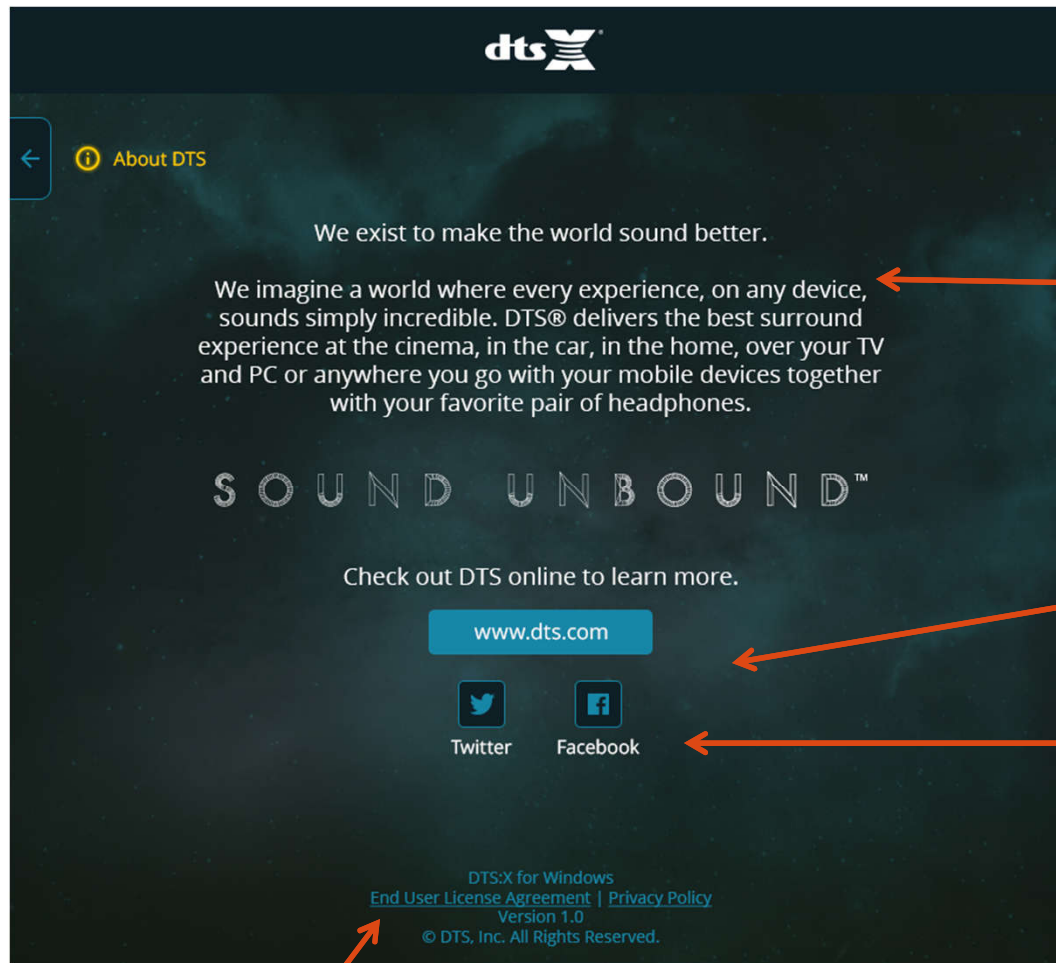 dts X®
About DTS
We exist to make the world sound better.
We imagine a world where every experience, on any device,
sounds simply incredible. DTS® delivers the best surround
experience at the cinema, in the car, in the home, over your TV
and PC or anywhere you go with your mobile devices together
with your favorite pair of headphones.
SOUND UNBOUND™
Check out DTS online to learn more.
www.dts.com
Twitter Facebook
DTS:X for Windows
End User License Agreement | Privacy Policy
Version 1.0
© DTS, Inc. All Rights Reserved.